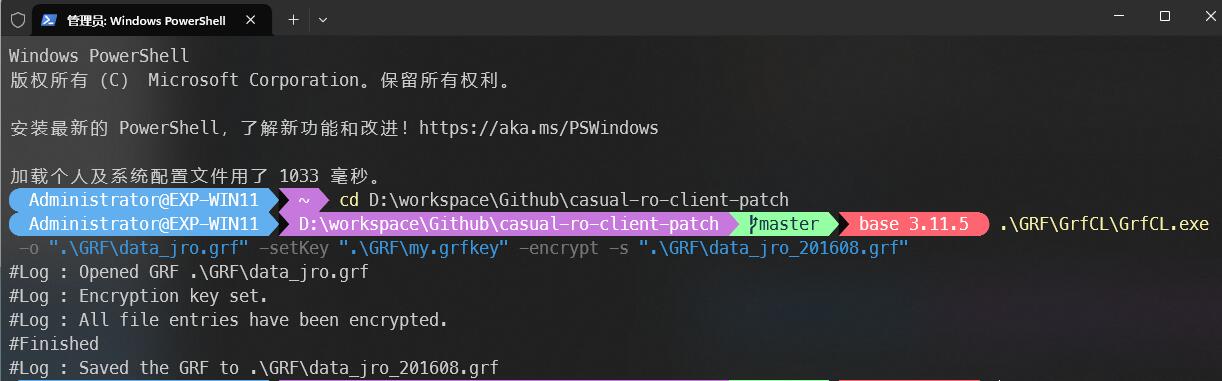 管理员: Windows PowerShell
Windows PowerShell
版权所有 (C) Microsoft Corporation。保留所有权利。
安装最新的 PowerShell，了解新功能和改进！https://aka.ms/PSWindows
加载个人及系统配置文件用了 1033 毫秒。
Administrator@EXP-WIN11 ~ cd D:\workspace\Github\casual-ro-client-patch
Administrator@EXP-WIN11 D:\workspace\Github\casual-ro-client-patch master base 3.11.5 .\GRF\GrfCL\GrfCL.exe
-o ".\GRF\data_jro.grf" -setKey ".\GRF\my.grfkey" -encrypt -s ".\GRF\data_jro_201608.grf"
#Log : Opened GRF .\GRF\data_jro.grf
#Log : Encryption key set.
#Log : All file entries have been encrypted.
#Finished
#Log : Saved the GRF to .\GRF\data_jro_201608.grf